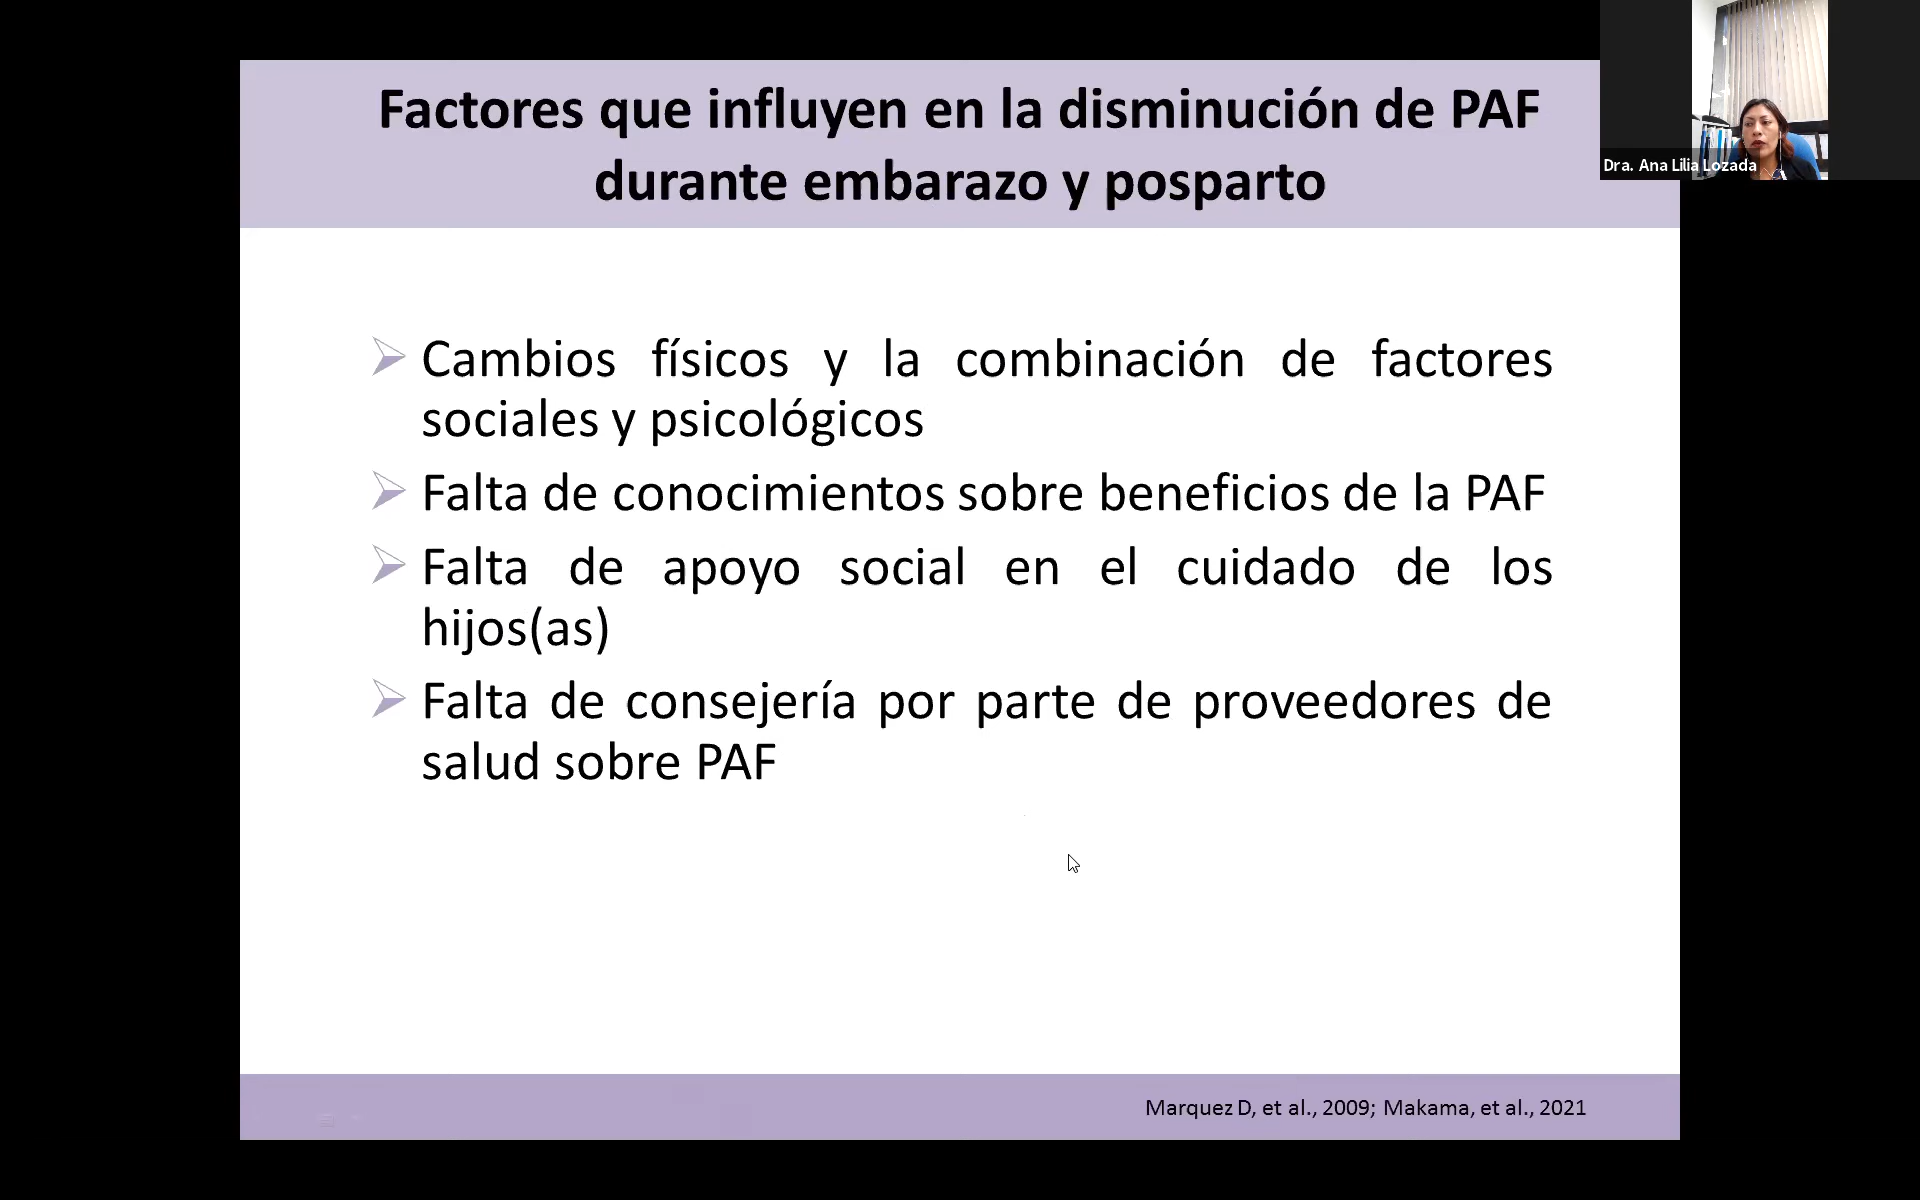 Factores que influyen en la disminución de PAF
durante embarazo y posparto
Dra. Ana Lilia Lozada
Cambios físicos y la combinación de factores
sociales y psicológicos
Falta de conocimientos sobre beneficios de la PAF
Falta de apoyo social en el cuidado de los
hijos(as)
Falta de consejería por parte de proveedores de
salud sobre PAF
Marquez D, et al., 2009; Makama, et al., 2021